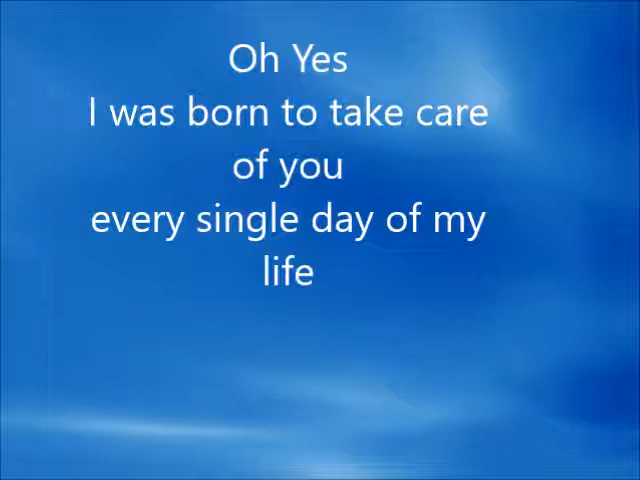 Oh Yes
I was born to take care
of you
every single day of my
life